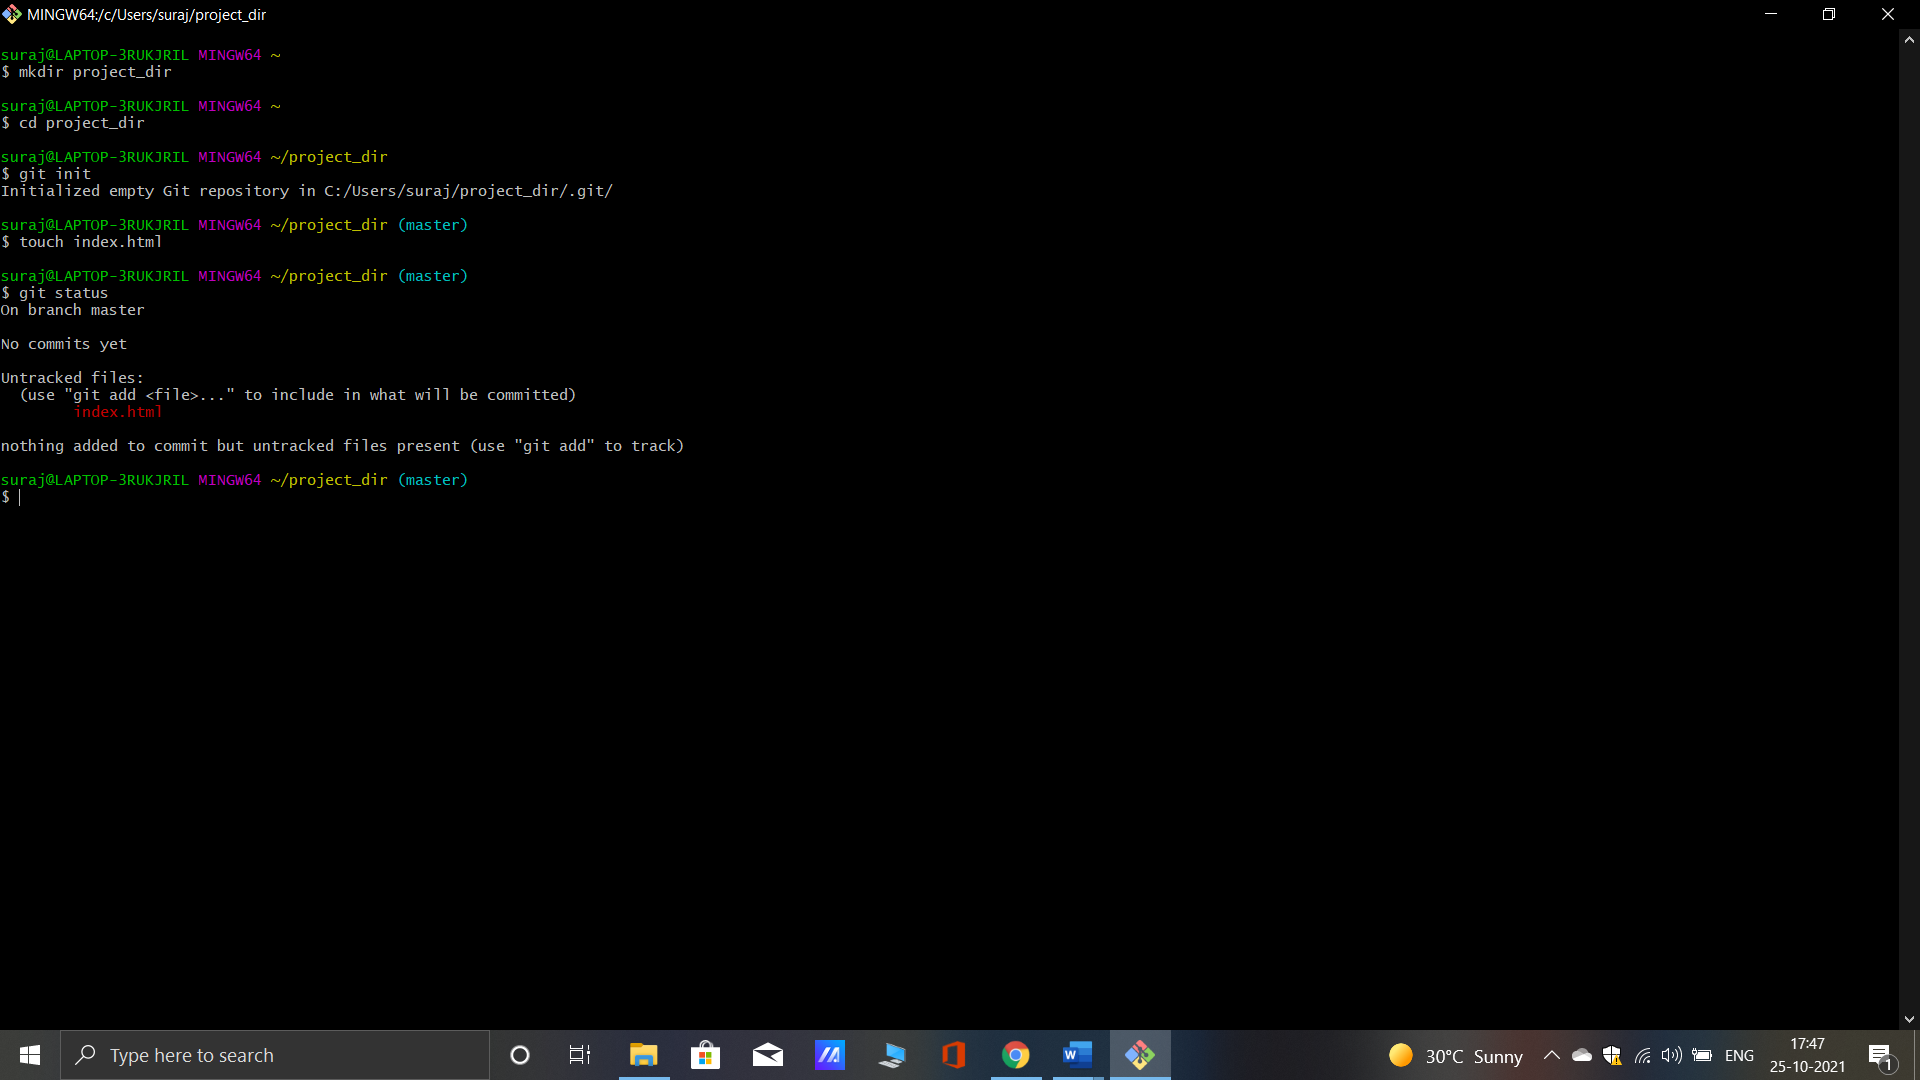 MINGW64:/c/Users/suraj/project_dir
suraj@LAPTOP-3RUKJRIL MINGW64 ~
$ mkdir project_dir
suraj@LAPTOP-3RUKJRIL MINGW64 ~
$ cd project_dir
suraj@LAPTOP-3RUKJRIL MINGW64 ~/project_dir
$ git init
Initialized empty Git repository in C:/Users/suraj/project_dir/.git/
suraj@LAPTOP-3RUKJRIL MINGW64 ~/project_dir (master)
$ touch index.html
suraj@LAPTOP-3RUKJRIL MINGW64 ~/project_dir (master)
$ git status
On branch master
No commits yet
Untracked files:
  (use "git add <file>..." to include in what will be committed)
        index.html
nothing added to commit but untracked files present (use "git add" to track)
suraj@LAPTOP-3RUKJRIL MINGW64 ~/project_dir (master)
$
Type here to search
W
30°C Sunny
ENG
17:47
25-10-2021
1